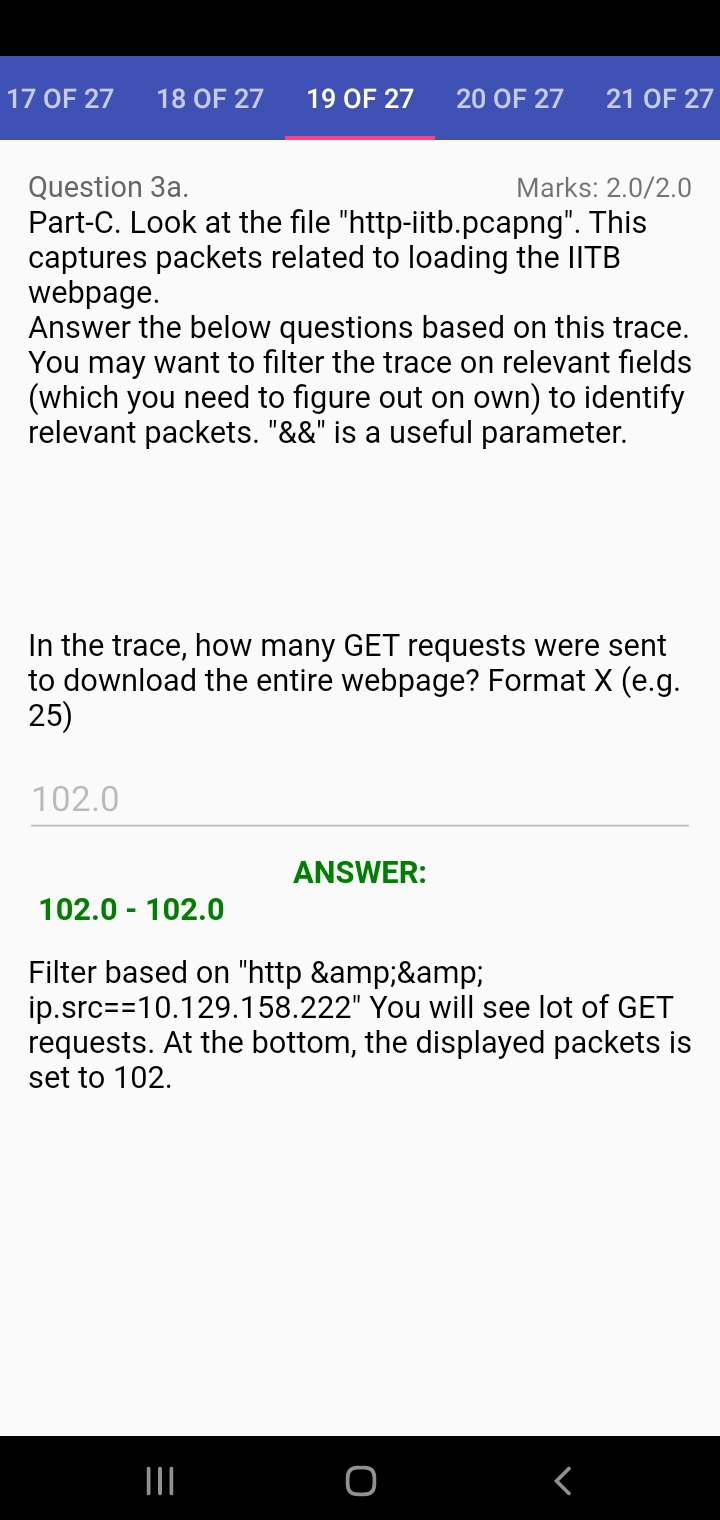 17 OF 27 18 OF 27 19 OF 27 20 OF 27 21 OF 27
Question 3a. Marks: 2.0/2.0
Part-C. Look at the file "http-iitb.pcapng". This
captures packets related to loading the IITB
webpage.
Answer the below questions based on this trace.
You may want to filter the trace on relevant fields
(which you need to figure out on own) to identify
relevant packets. "&&" is a useful parameter.
In the trace, how many GET requests were sent
to download the entire webpage? Format X (e.g.
25)
102.0
ANSWER:
102.0 - 102.0
Filter based on "http &amp;&amp;
ip.src==10.129.158.222" You will see lot of GET
requests. At the bottom, the displayed packets is
set to 102.